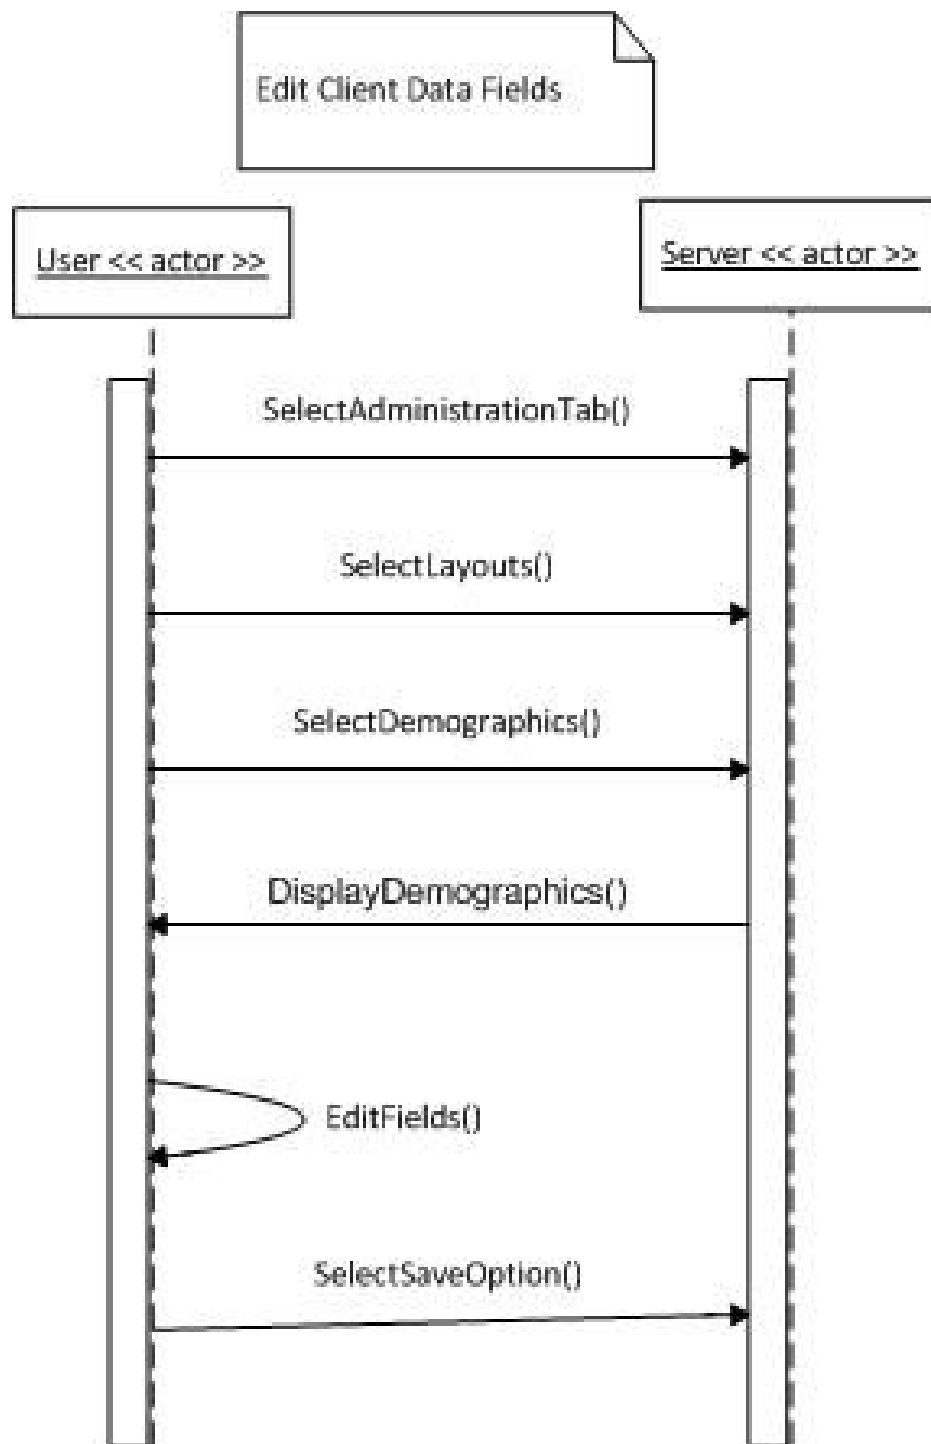 Edit Client Data Fields
User << actor >>
Server << actor >>
SelectAdministrationTab()
SelectLayouts()
SelectDemographics()
DisplayDemographics()
EditFields()
SelectSaveOption()